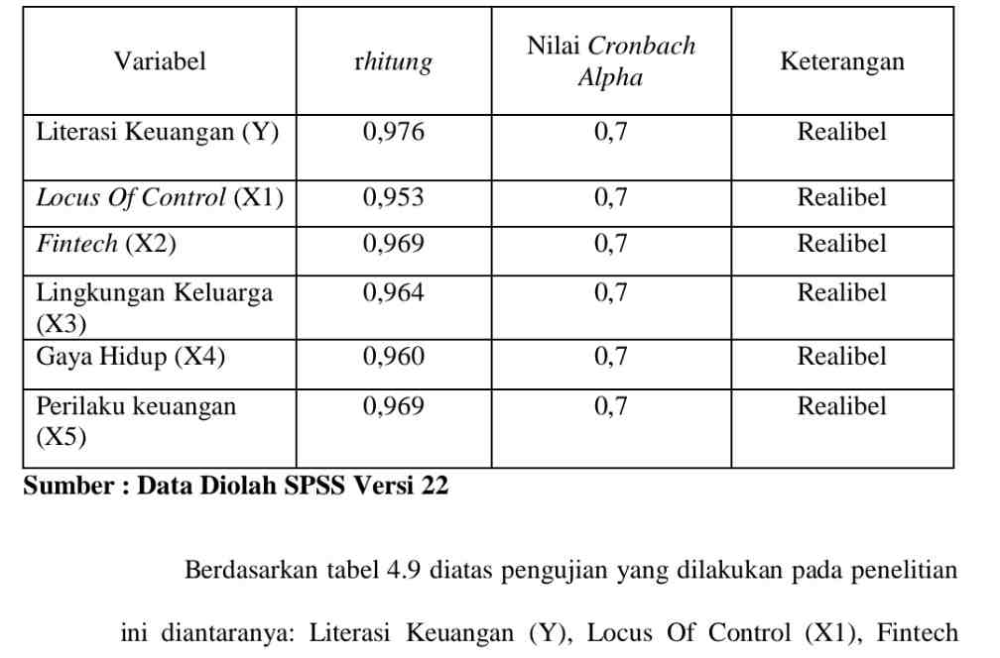 Variabel rhitung Nilai Cronbach Alpha Keterangan
Literasi Keuangan (Y) 0,976 0,7 Realibel
Locus Of Control (X1) 0,953 0,7 Realibel
Fintech (X2) 0,969 0,7 Realibel
Lingkungan Keluarga 0,964 0,7 Realibel
(X3)
Gaya Hidup (X4) 0,960 0,7 Realibel
Perilaku keuangan 0,969 0,7 Realibel
(X5)
Sumber : Data Diolah SPSS Versi 22
Berdasarkan tabel 4.9 diatas pengujian yang dilakukan pada penelitian
ini diantaranya: Literasi Keuangan (Y), Locus Of Control (X1), Fintech